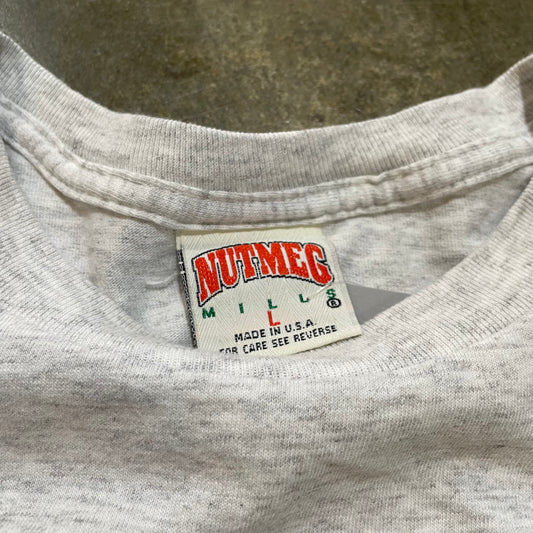 NUTMEG
MILLS®
L
MADE IN U.S.A.
FOR CARE SEE REVERSE